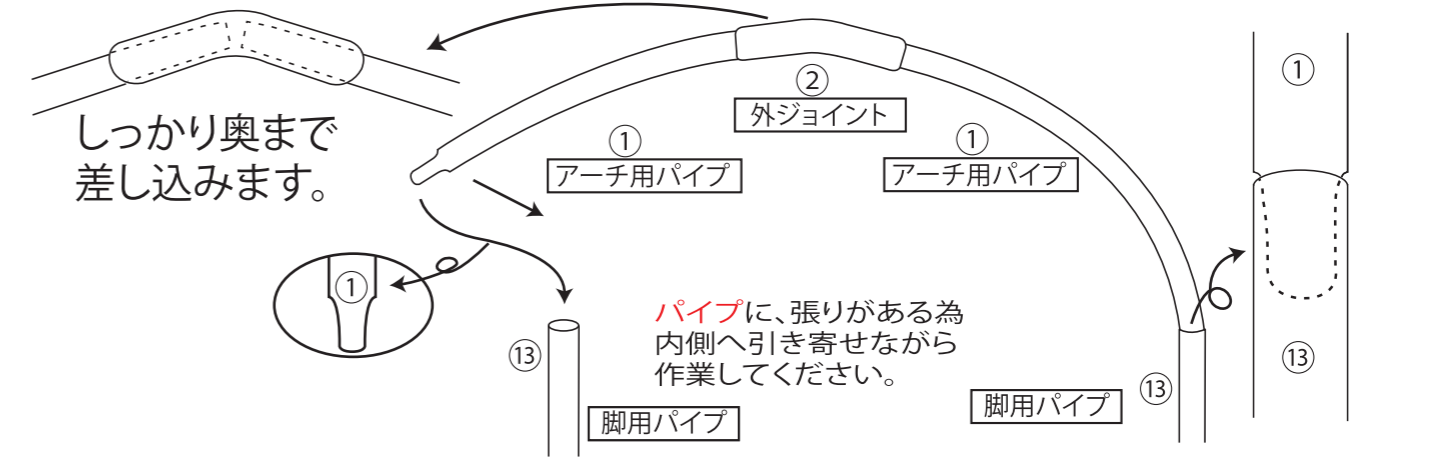 しっかり奥まで
差し込みます。
②
外ジョイント
①
アーチ用パイプ
①
アーチ用パイプ
①
①
パイプに、張りがある為
内側へ引き寄せながら
作業してください。
⑬
脚用パイプ
脚用パイプ
⑬
⑬